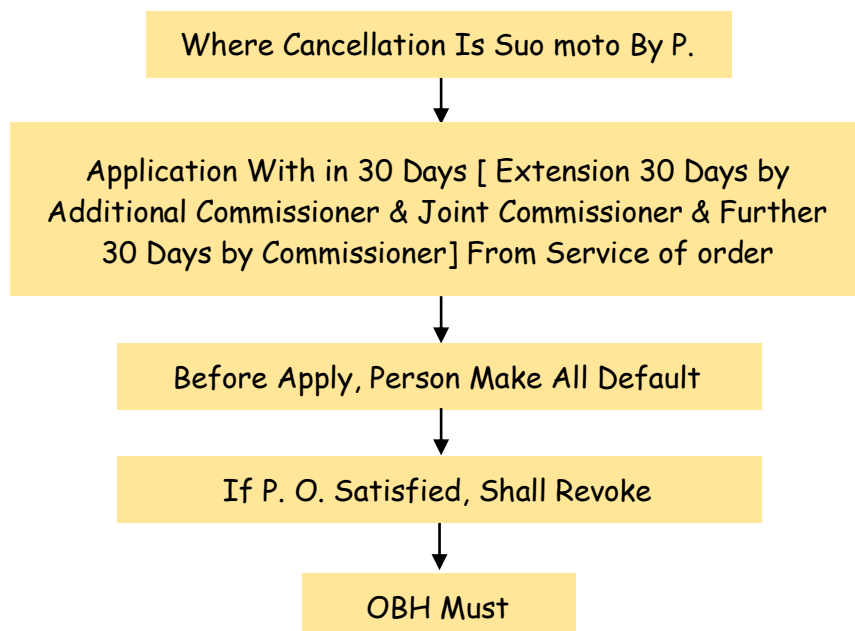 Where Cancellation Is Suo moto By P.
Application With in 30 Days [ Extension 30 Days by
Additional Commissioner & Joint Commissioner & Further
30 Days by Commissioner] From Service of order
Before Apply, Person Make All Default
If P. O. Satisfied, Shall Revoke
OBH Must